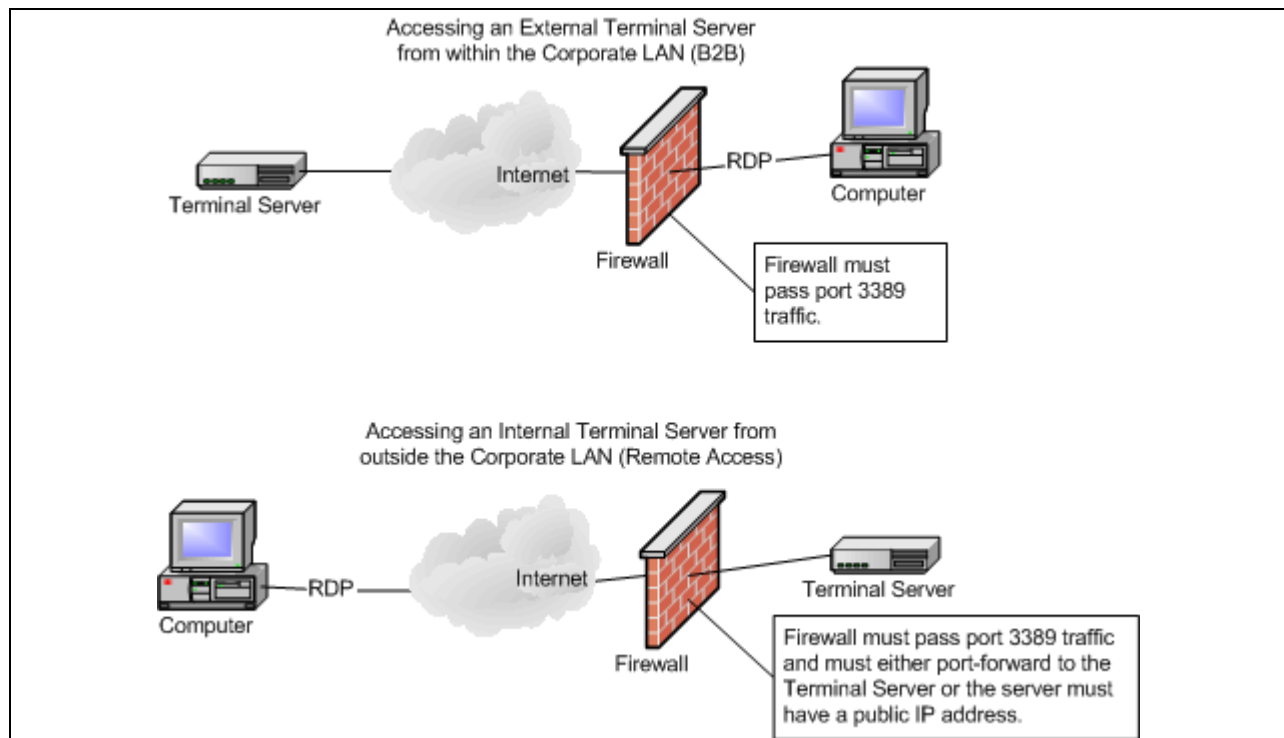 Accessing an External Terminal Server
from within the Corporate LAN (B2B)
Internet
RDP
Terminal Server
Computer
Firewall
Firewall must
pass port 3389
traffic.
Accessing an Internal Terminal Server from
outside the Corporate LAN (Remote Access)
RDP
Internet
Computer
Terminal Server
Firewall
Firewall must pass port 3389 traffic
and must either port-forward to the
Terminal Server or the server must
have a public IP address.